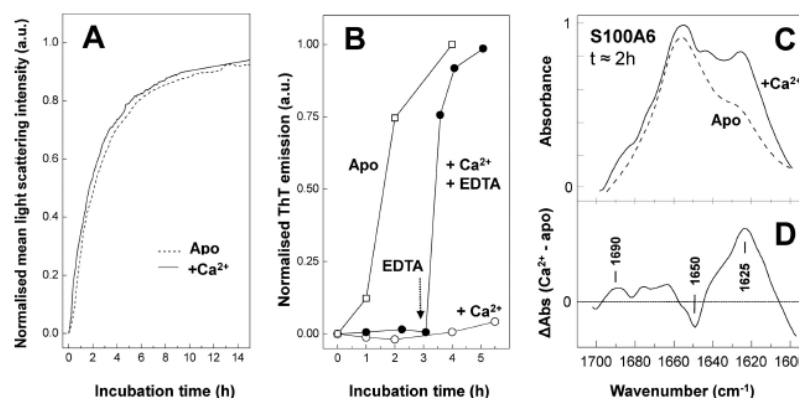 A
Normalised mean light scattering intensity (a.u.)
1.0
0.8
0.6
0.4
0.2
0.0
Apo
+Ca²⁺
0 2 4 6 8 10 12 14
Incubation time (h)
B
Normalised ThT emission (a.u.)
1.00
0.75
0.50
0.25
0.00
Apo
+ Ca²⁺
+ EDTA
EDTA
+ Ca²⁺
0 1 2 3 4 5
Incubation time (h)
C
S100A6
t ≈ 2h
Absorbance
1
0
+Ca²⁺
Apo
D
ΔAbs (Ca²⁺ - apo)
0
1690
1650
1625
1700 1680 1660 1640 1620 1600
Wavenumber (cm⁻¹)